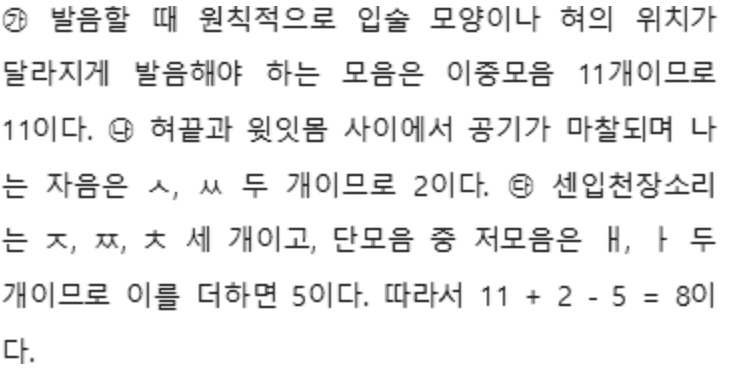 ㉮ 발음할 때 원칙적으로 입술 모양이나 혀의 위치가
달라지게 발음해야 하는 모음은 이중모음 11개이므로
11이다. ㉯ 혀끝과 윗잇몸 사이에서 공기가 마찰되며 나
는 자음은 ㅅ, ㅆ 두 개이므로 2이다. ㉰ 센입천장소리
는 ㅈ, ㅉ, ㅊ 세 개이고, 단모음 중 저모음은 ㅐ, ㅏ 두
개이므로 이를 더하면 5이다. 따라서 11 + 2 - 5 = 8이
다.